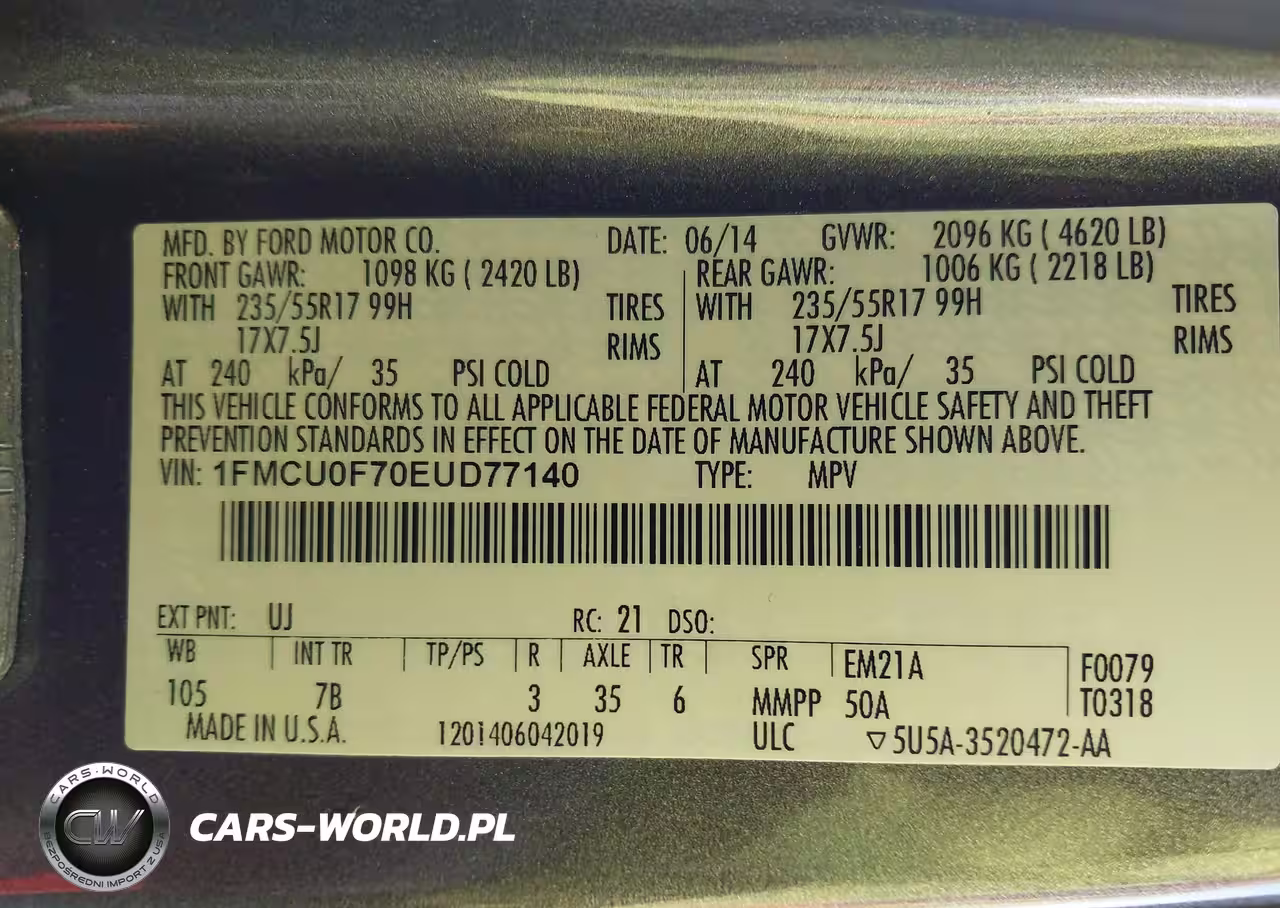 MFD. BY FORD MOTOR CO. DATE: 06/14 GVWR: 2096 KG ( 4620 LB)
FRONT GAWR: 1098 KG ( 2420 LB) REAR GAWR: 1006 KG ( 2218 LB)
WITH 235/55R17 99H TIRES WITH 235/55R17 99H TIRES
17X7.5J RIMS 17X7.5J RIMS
AT 240 kPa/ 35 PSI COLD AT 240 kPa/ 35 PSI COLD
THIS VEHICLE CONFORMS TO ALL APPLICABLE FEDERAL MOTOR VEHICLE SAFETY AND THEFT
PREVENTION STANDARDS IN EFFECT ON THE DATE OF MANUFACTURE SHOWN ABOVE.
VIN: 1FMCU0F70EUD77140 TYPE: MPV
EXT PNT: UJ RC: 21 DSO:
WB INT TR TP/PS R AXLE TR SPR EM21A F0079
105 7B 3 35 6 MMPP 50A T0318
MADE IN U.S.A. 1201406042019 ULC ▽5U5A-3520472-AA
CARS-WORLD
CW
BEZPOŚREDNI IMPORT Z USA
CARS-WORLD.PL